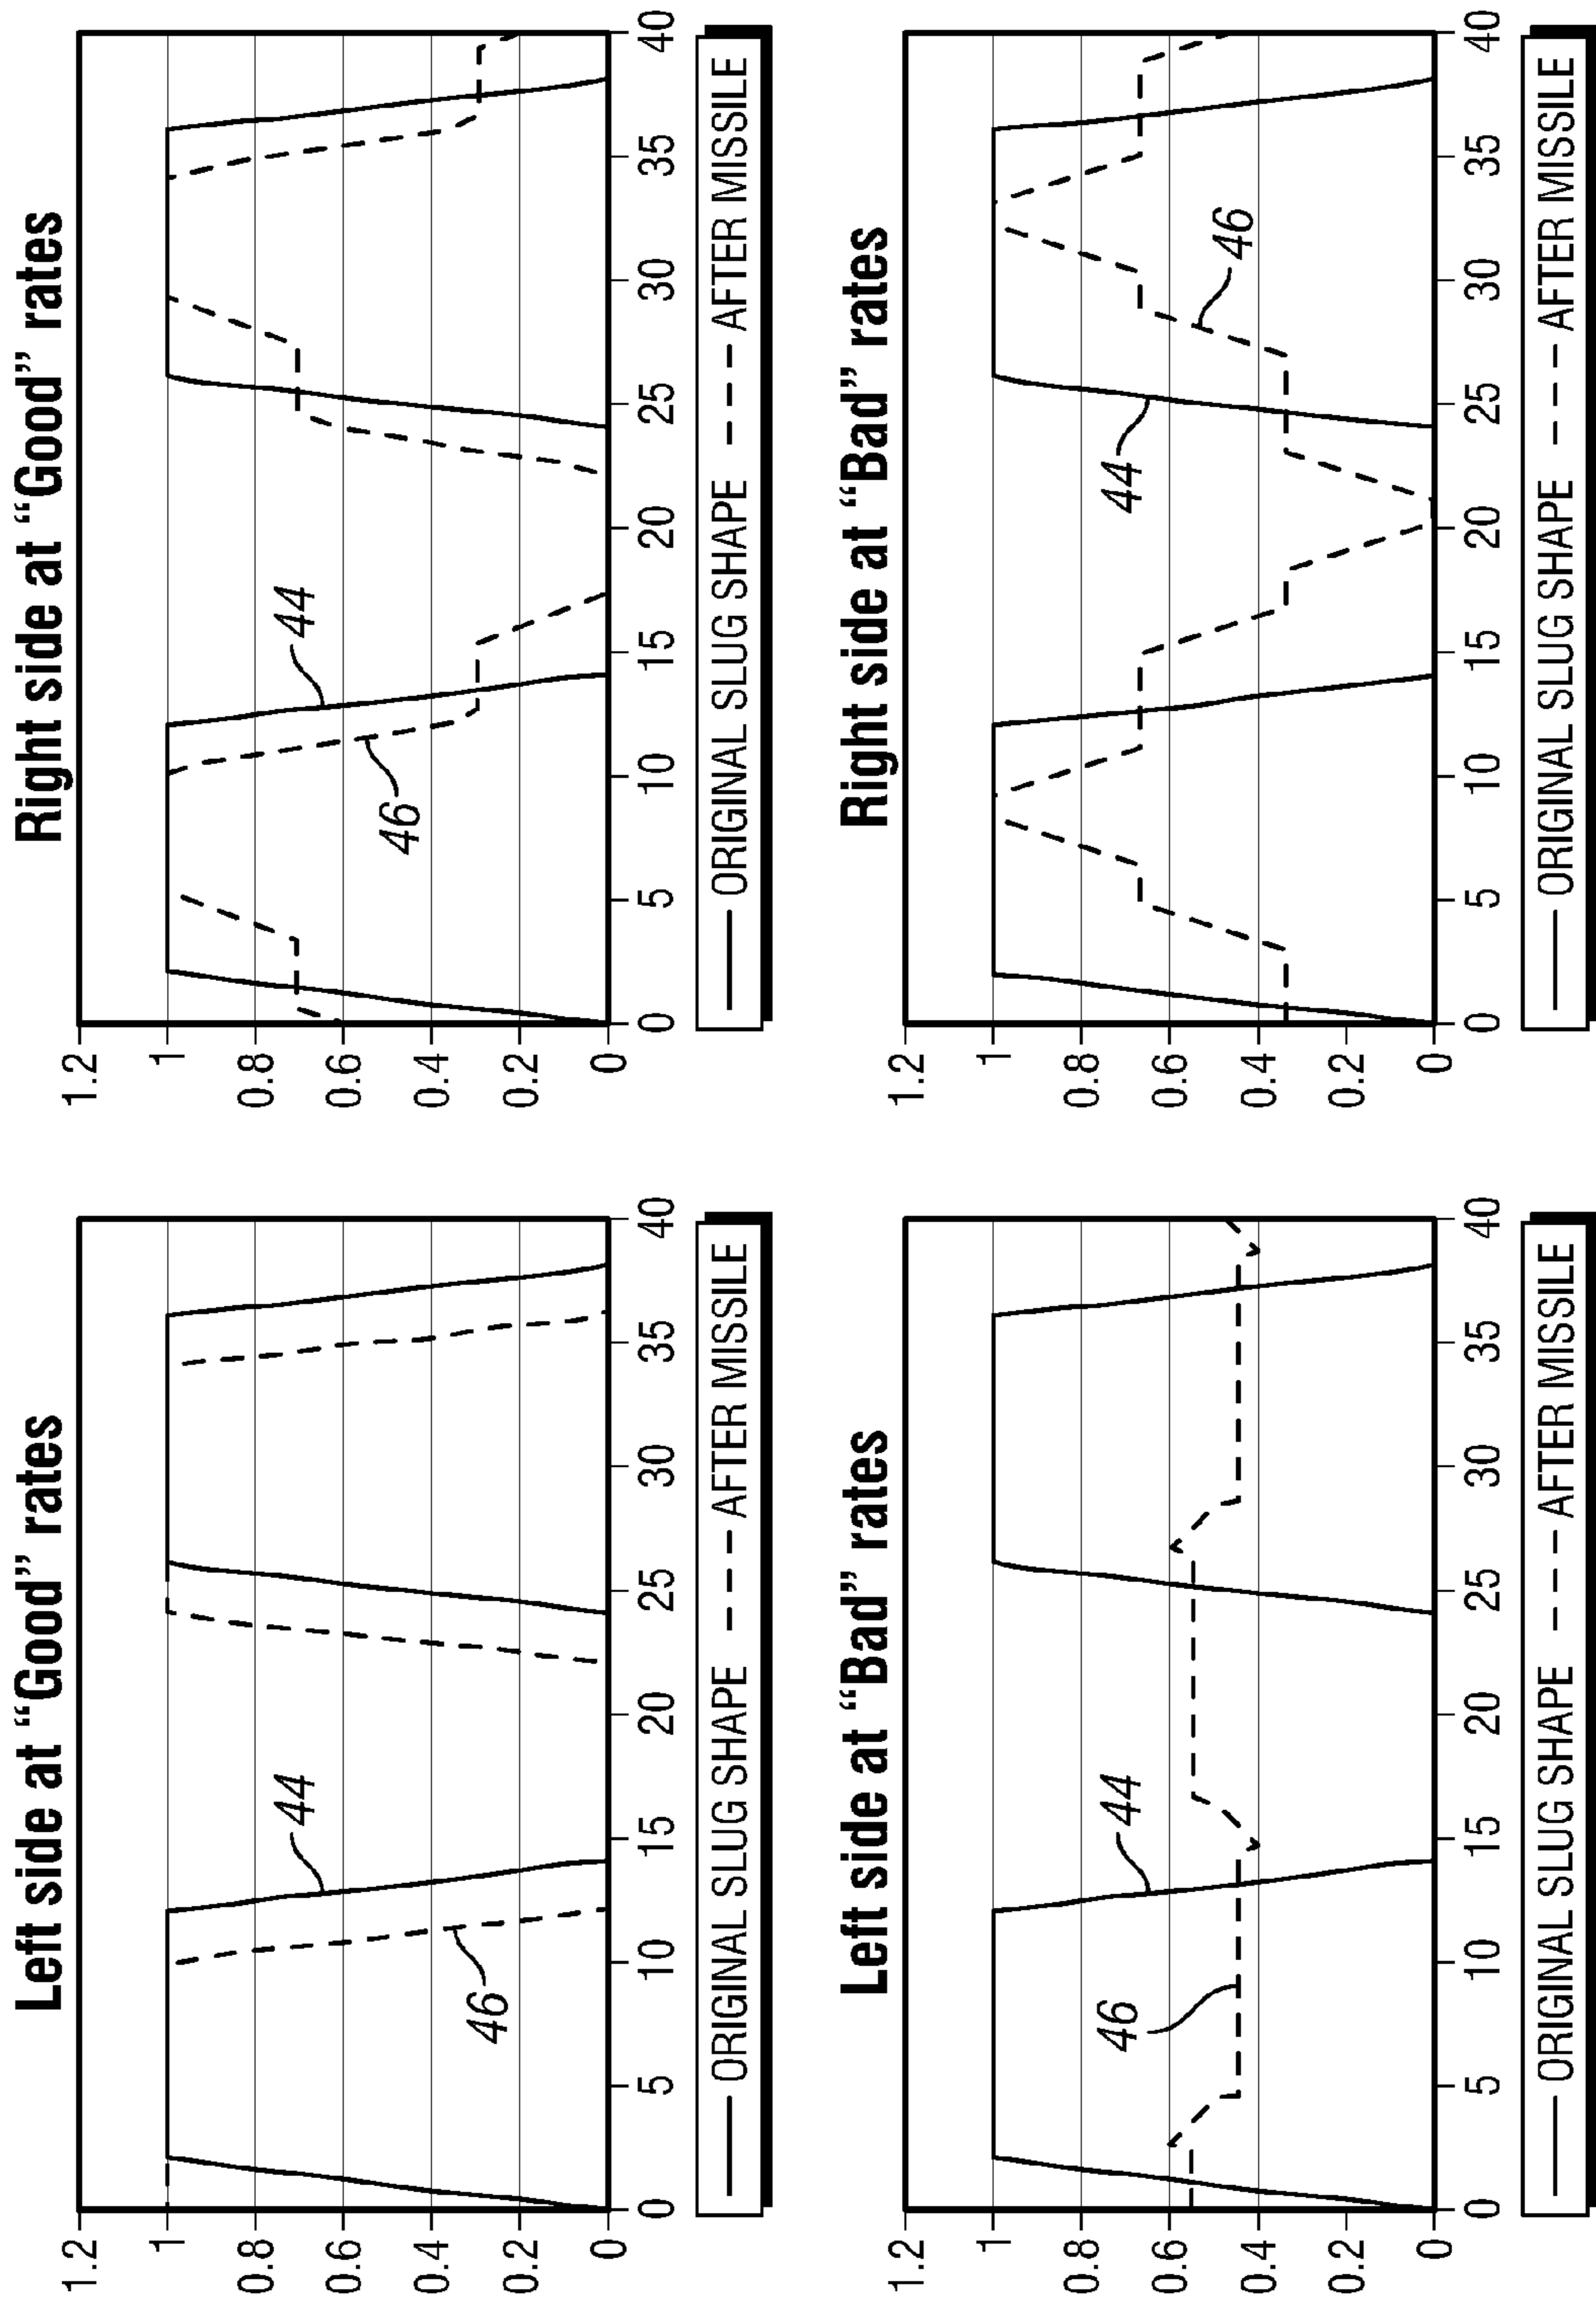 Left side at “Good” rates
1.2
1
0.8
44
0.6
0.4
46
0.2
0
0 5 10 15 20 25 30 35 40
ORIGINAL SLUG SHAPE AFTER MISSILE
Right side at “Good” rates
1.2
1
0.8
44
0.6
46
0.4
0.2
0
0 5 10 15 20 25 30 35 40
ORIGINAL SLUG SHAPE AFTER MISSILE
Left side at “Bad” rates
1.2
1
0.8
46 44
0.6
0.4
0.2
0
0 5 10 15 20 25 30 35 40
ORIGINAL SLUG SHAPE AFTER MISSILE
Right side at “Bad” rates
1.2
1
0.8
44
0.6
46
0.4
0.2
0
0 5 10 15 20 25 30 35 40
ORIGINAL SLUG SHAPE AFTER MISSILE